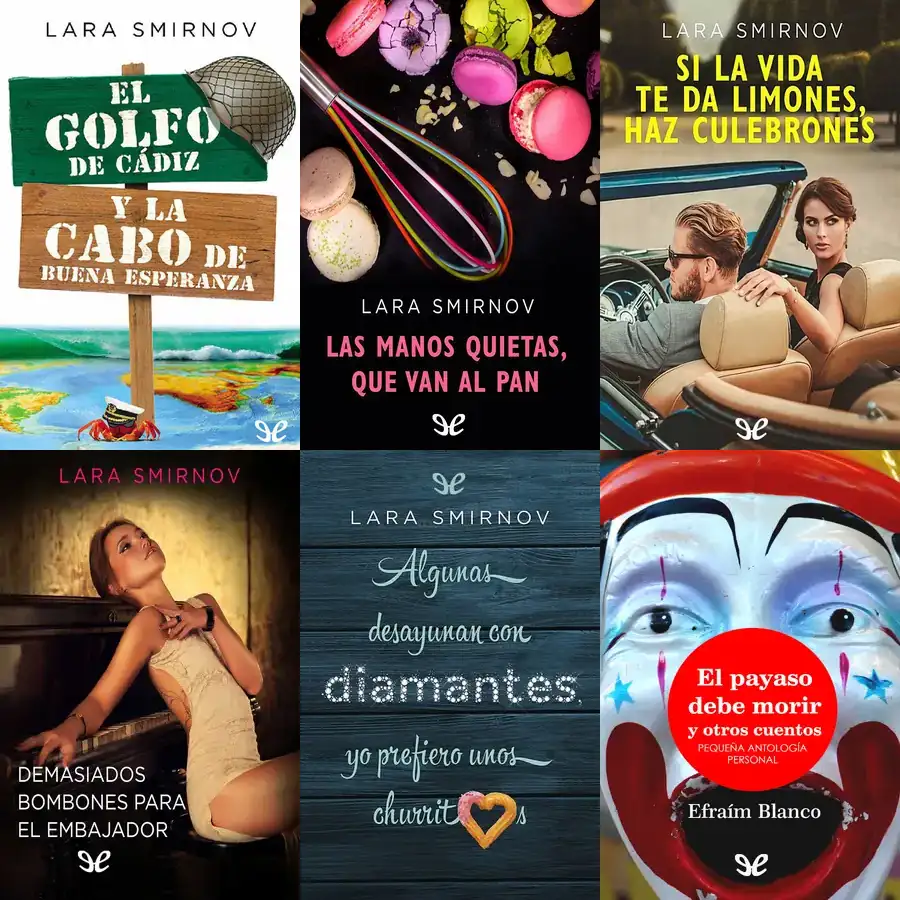 LARA SMIRNOV
EL
GOLFO
DE CÁDIZ
Y LA
CABO DE
BUENA ESPERANZA
LARA SMIRNOV
LAS MANOS QUIETAS,
QUE VAN AL PAN
LARA SMIRNOV
SI LA VIDA
TE DA LIMONES,
HAZ CULEBRONES
LARA SMIRNOV
DEMASIADOS
BOMBONES PARA
EL EMBAJADOR
LARA SMIRNOV
Algunas
desayunan con
diamantes,
yo prefiero unos
churritos
El payaso
debe morir
y otros cuentos
PEQUEÑA ANTOLOGÍA
PERSONAL
Efraím Blanco